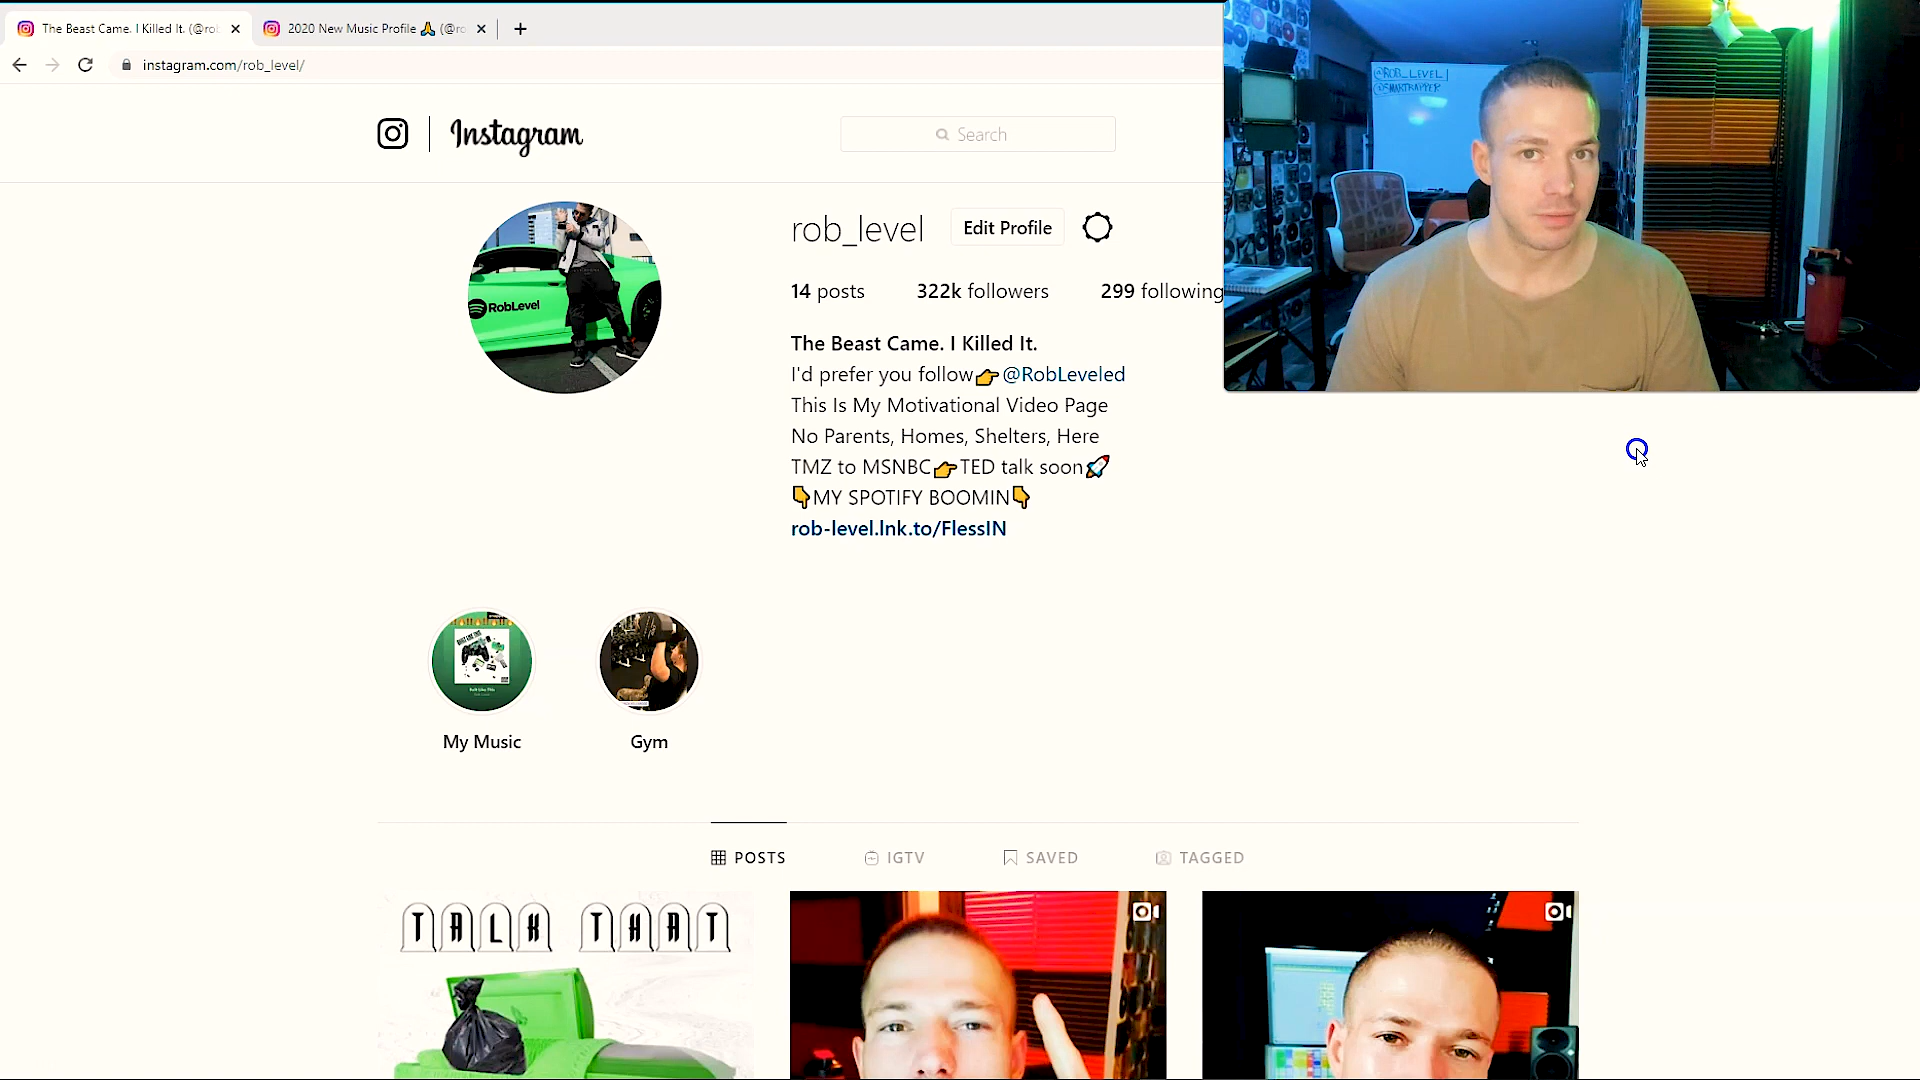 The Beast Came. I Killed It. (@ro
2020 New Music Profile 🙏 (@ro
instagram.com/rob_level/
@ROB_LEVEL
@SMARTRAPPER
Instagram
Search
rob_level Edit Profile
14 posts 322k followers 299 following
The Beast Came. I Killed It.
I'd prefer you follow👉@RobLeveled
This Is My Motivational Video Page
No Parents, Homes, Shelters, Here
TMZ to MSNBC👉TED talk soon🚀
👇MY SPOTIFY BOOMIN👇
rob-level.lnk.to/FlessIN
RobLevel
My Music
Gym
POSTS IGTV SAVED TAGGED
TALK THAT